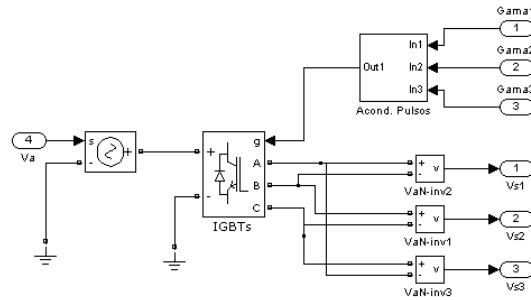 Gama1
1
Gama2
2
Gama3
3
In1
In2
In3
Out1
Acond. Pulsos
4
Va
s
-
+
g
+
-
A
B
C
IGBTs
+
-
v
VaN-inv2
1
Vs1
+
-
v
VaN-inv1
2
Vs2
+
-
v
VaN-inv3
3
Vs3